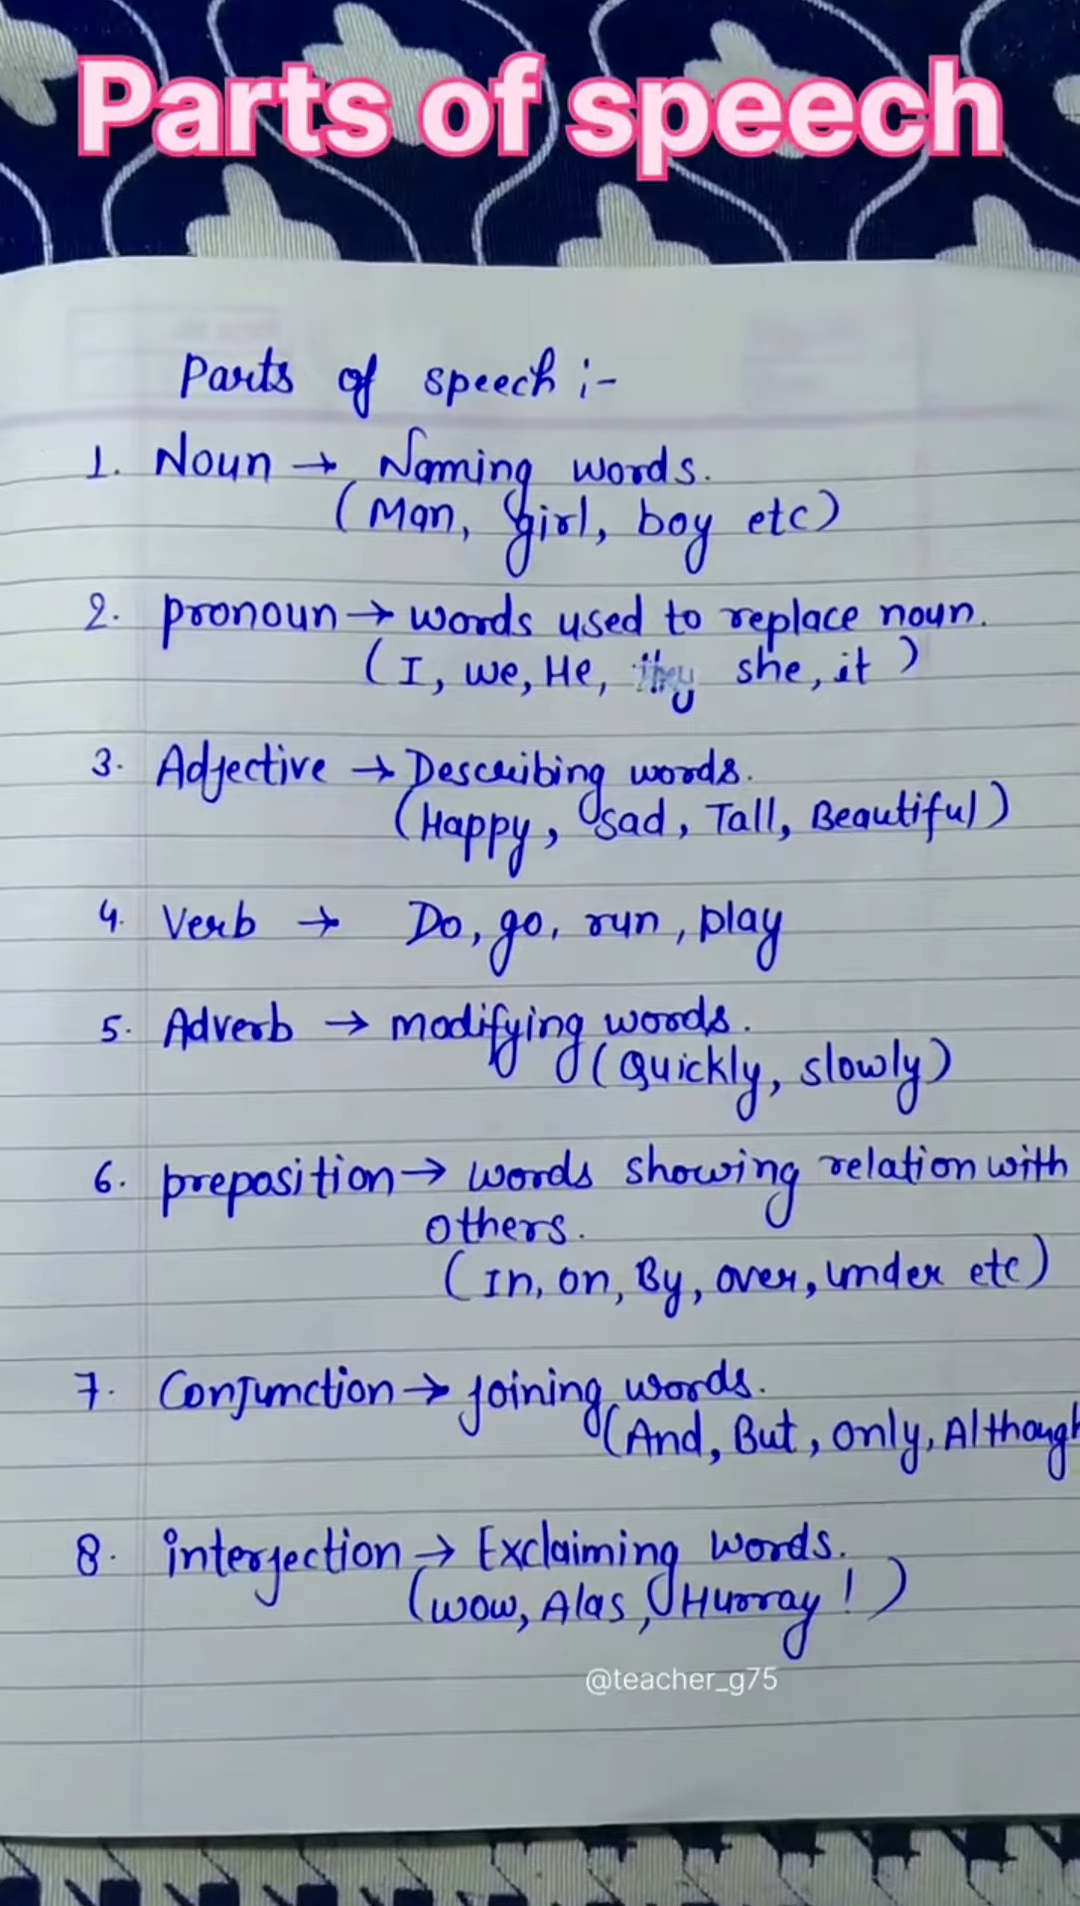 Parts of speech
Parts of speech :-
1. Noun → Naming words.
(Man, girl, boy etc)
2. pronoun → words used to replace noun.
(I, we, He, they she, it)
3. Adjective → Describing words.
(Happy, sad, Tall, Beautiful)
4. Verb → Do, go, run, play
5. Adverb → modifying words.
(Quickly, slowly)
6. preposition → words showing relation with
others.
(In, on, By, over, under etc)
7. Conjunction → joining words.
(And, But, only, Although
8. interjection → Exclaiming words.
(wow, Alas, Hurray!)
@teacher_g75